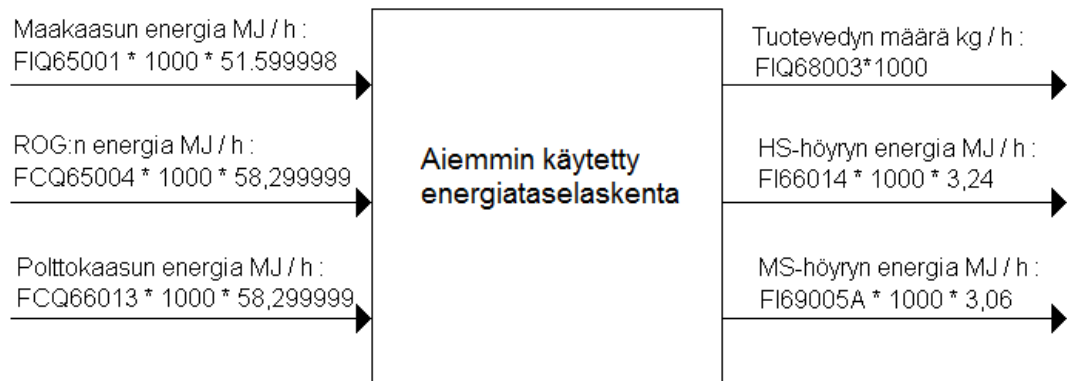 Maakaasun energia MJ / h :
FIQ65001 * 1000 * 51.599998
ROG:n energia MJ / h :
FCQ65004 * 1000 * 58,299999
Polttokaasun energia MJ / h :
FCQ66013 * 1000 * 58,299999
Aiemmin käytetty
energiataselaskenta
Tuotevedyn määrä kg / h :
FIQ68003*1000
HS-höyryn energia MJ / h :
FI66014 * 1000 * 3,24
MS-höyryn energia MJ / h :
FI69005A * 1000 * 3,06